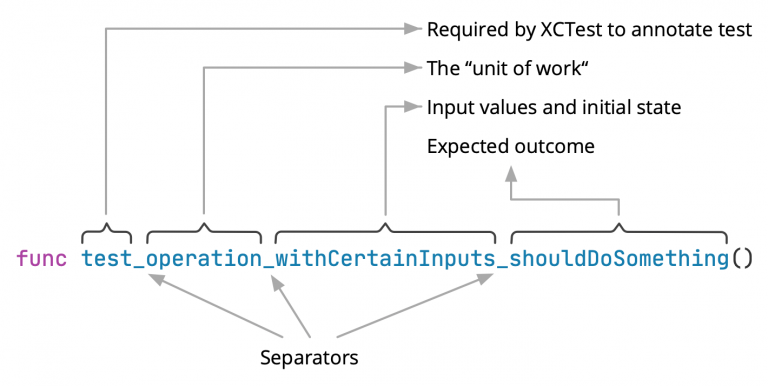 Required by XCTest to annotate test
The “unit of work“
Input values and initial state
Expected outcome
func test_operation_withCertainInputs_shouldDoSomething()
Separators